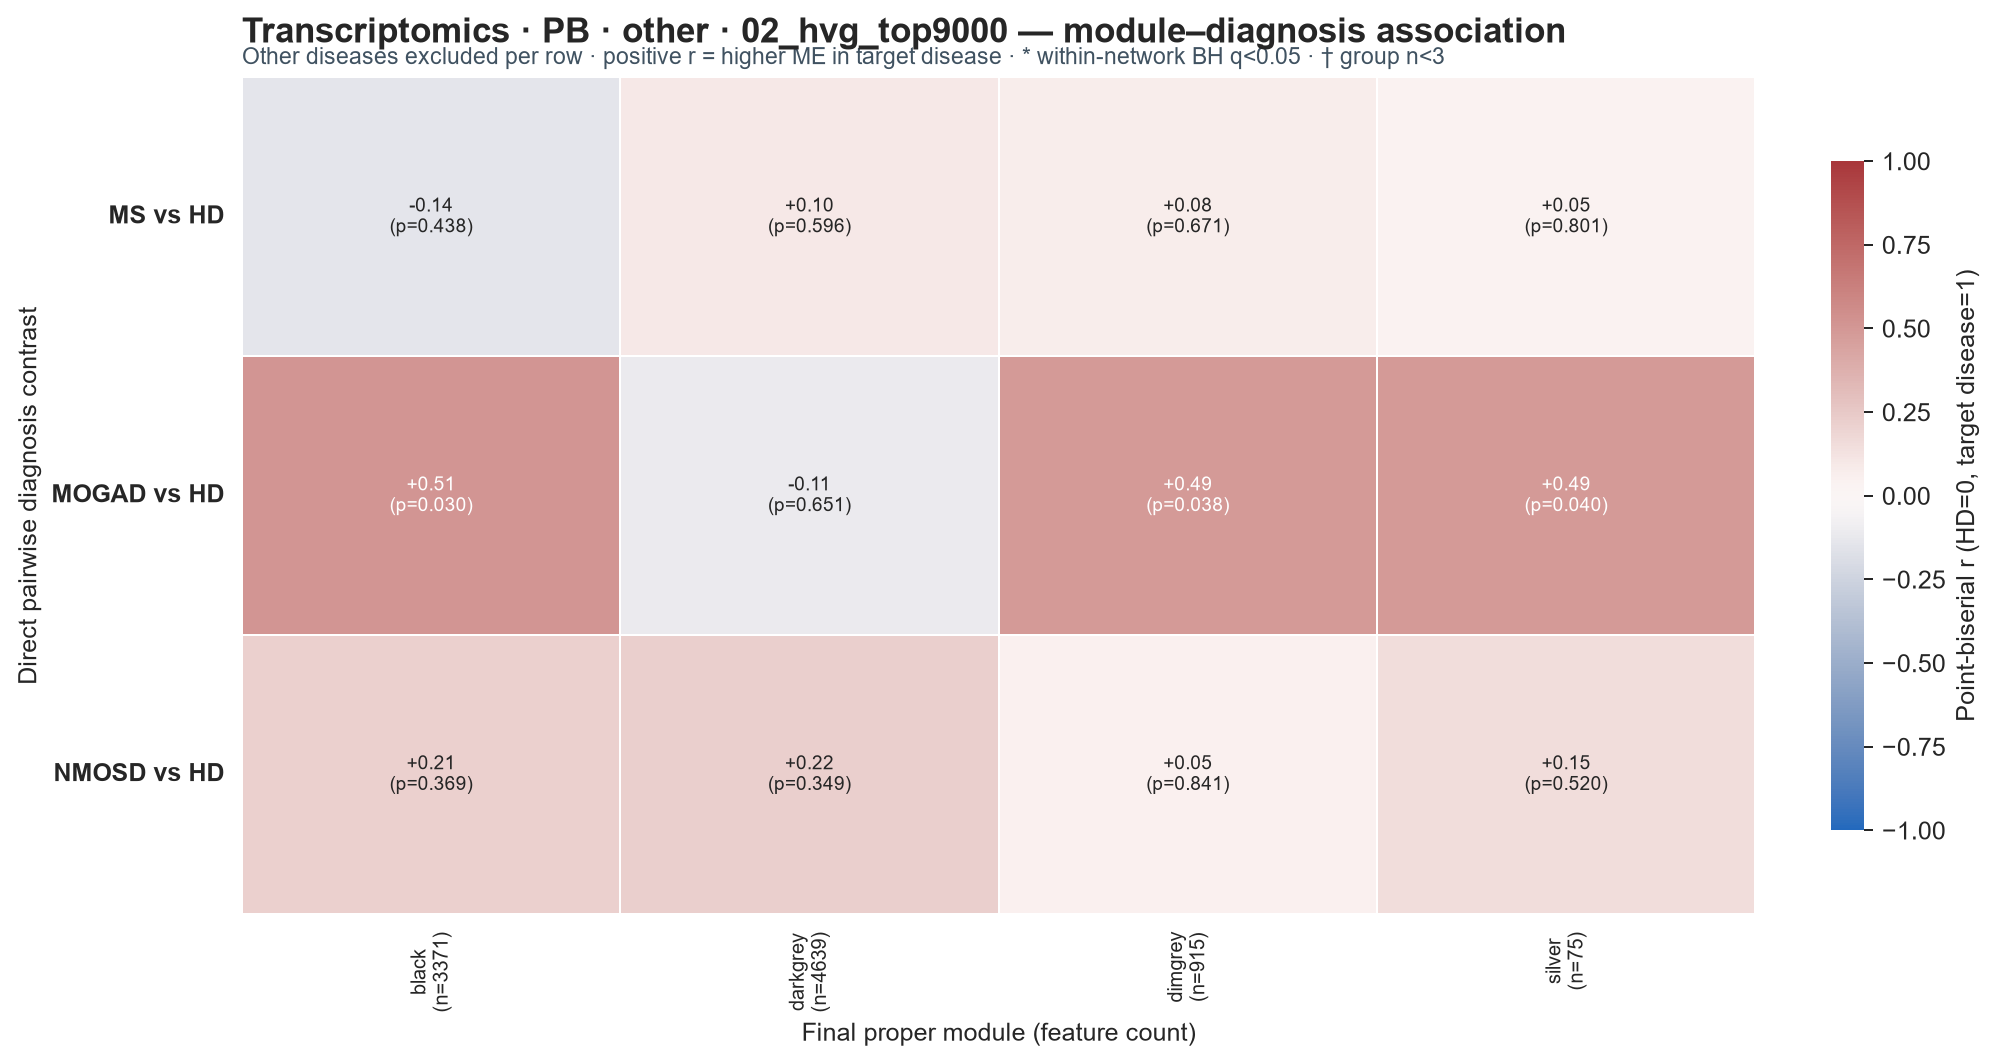 Transcriptomics · PB · other · 02_hvg_top9000 — module–diagnosis association
Other diseases excluded per row · positive r = higher ME in target disease · * within-network BH q<0.05 · † group n<3
Direct pairwise diagnosis contrast
MS vs HD
-0.14
(p=0.438)
+0.10
(p=0.596)
+0.08
(p=0.671)
+0.05
(p=0.801)
MOGAD vs HD
+0.51
(p=0.030)
-0.11
(p=0.651)
+0.49
(p=0.038)
+0.49
(p=0.040)
NMOSD vs HD
+0.21
(p=0.369)
+0.22
(p=0.349)
+0.05
(p=0.841)
+0.15
(p=0.520)
black
(n=3371)
darkgrey
(n=4639)
dimgrey
(n=915)
silver
(n=75)
Final proper module (feature count)
1.00
0.75
0.50
0.25
0.00
−0.25
−0.50
−0.75
−1.00
Point-biserial r (HD=0, target disease=1)